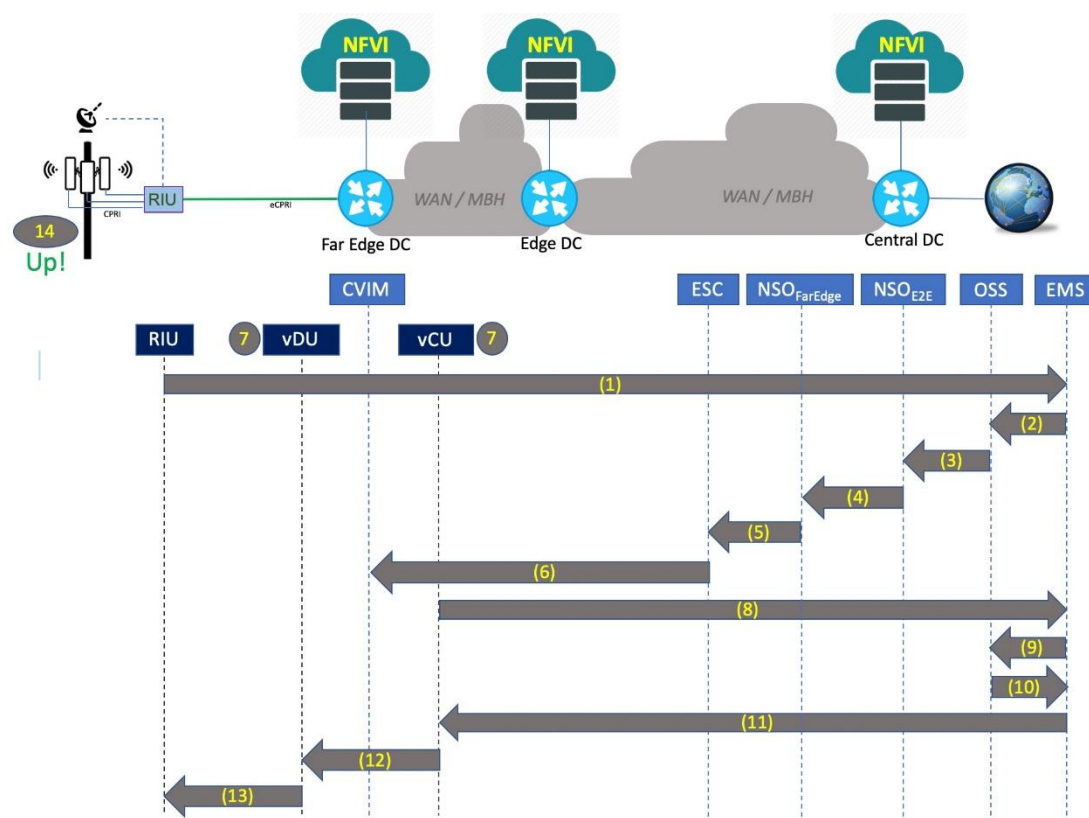 NFVI
NFVI
NFVI
RIU
CPRI
eCPRI
WAN / MBH
WAN / MBH
14
Up!
Far Edge DC
Edge DC
Central DC
CVIM
ESC
NSOFarEdge
NSOE2E
OSS
EMS
RIU
7
vDU
vCU
7
(1)
(2)
(3)
(4)
(5)
(6)
(8)
(9)
(10)
(11)
(12)
(13)